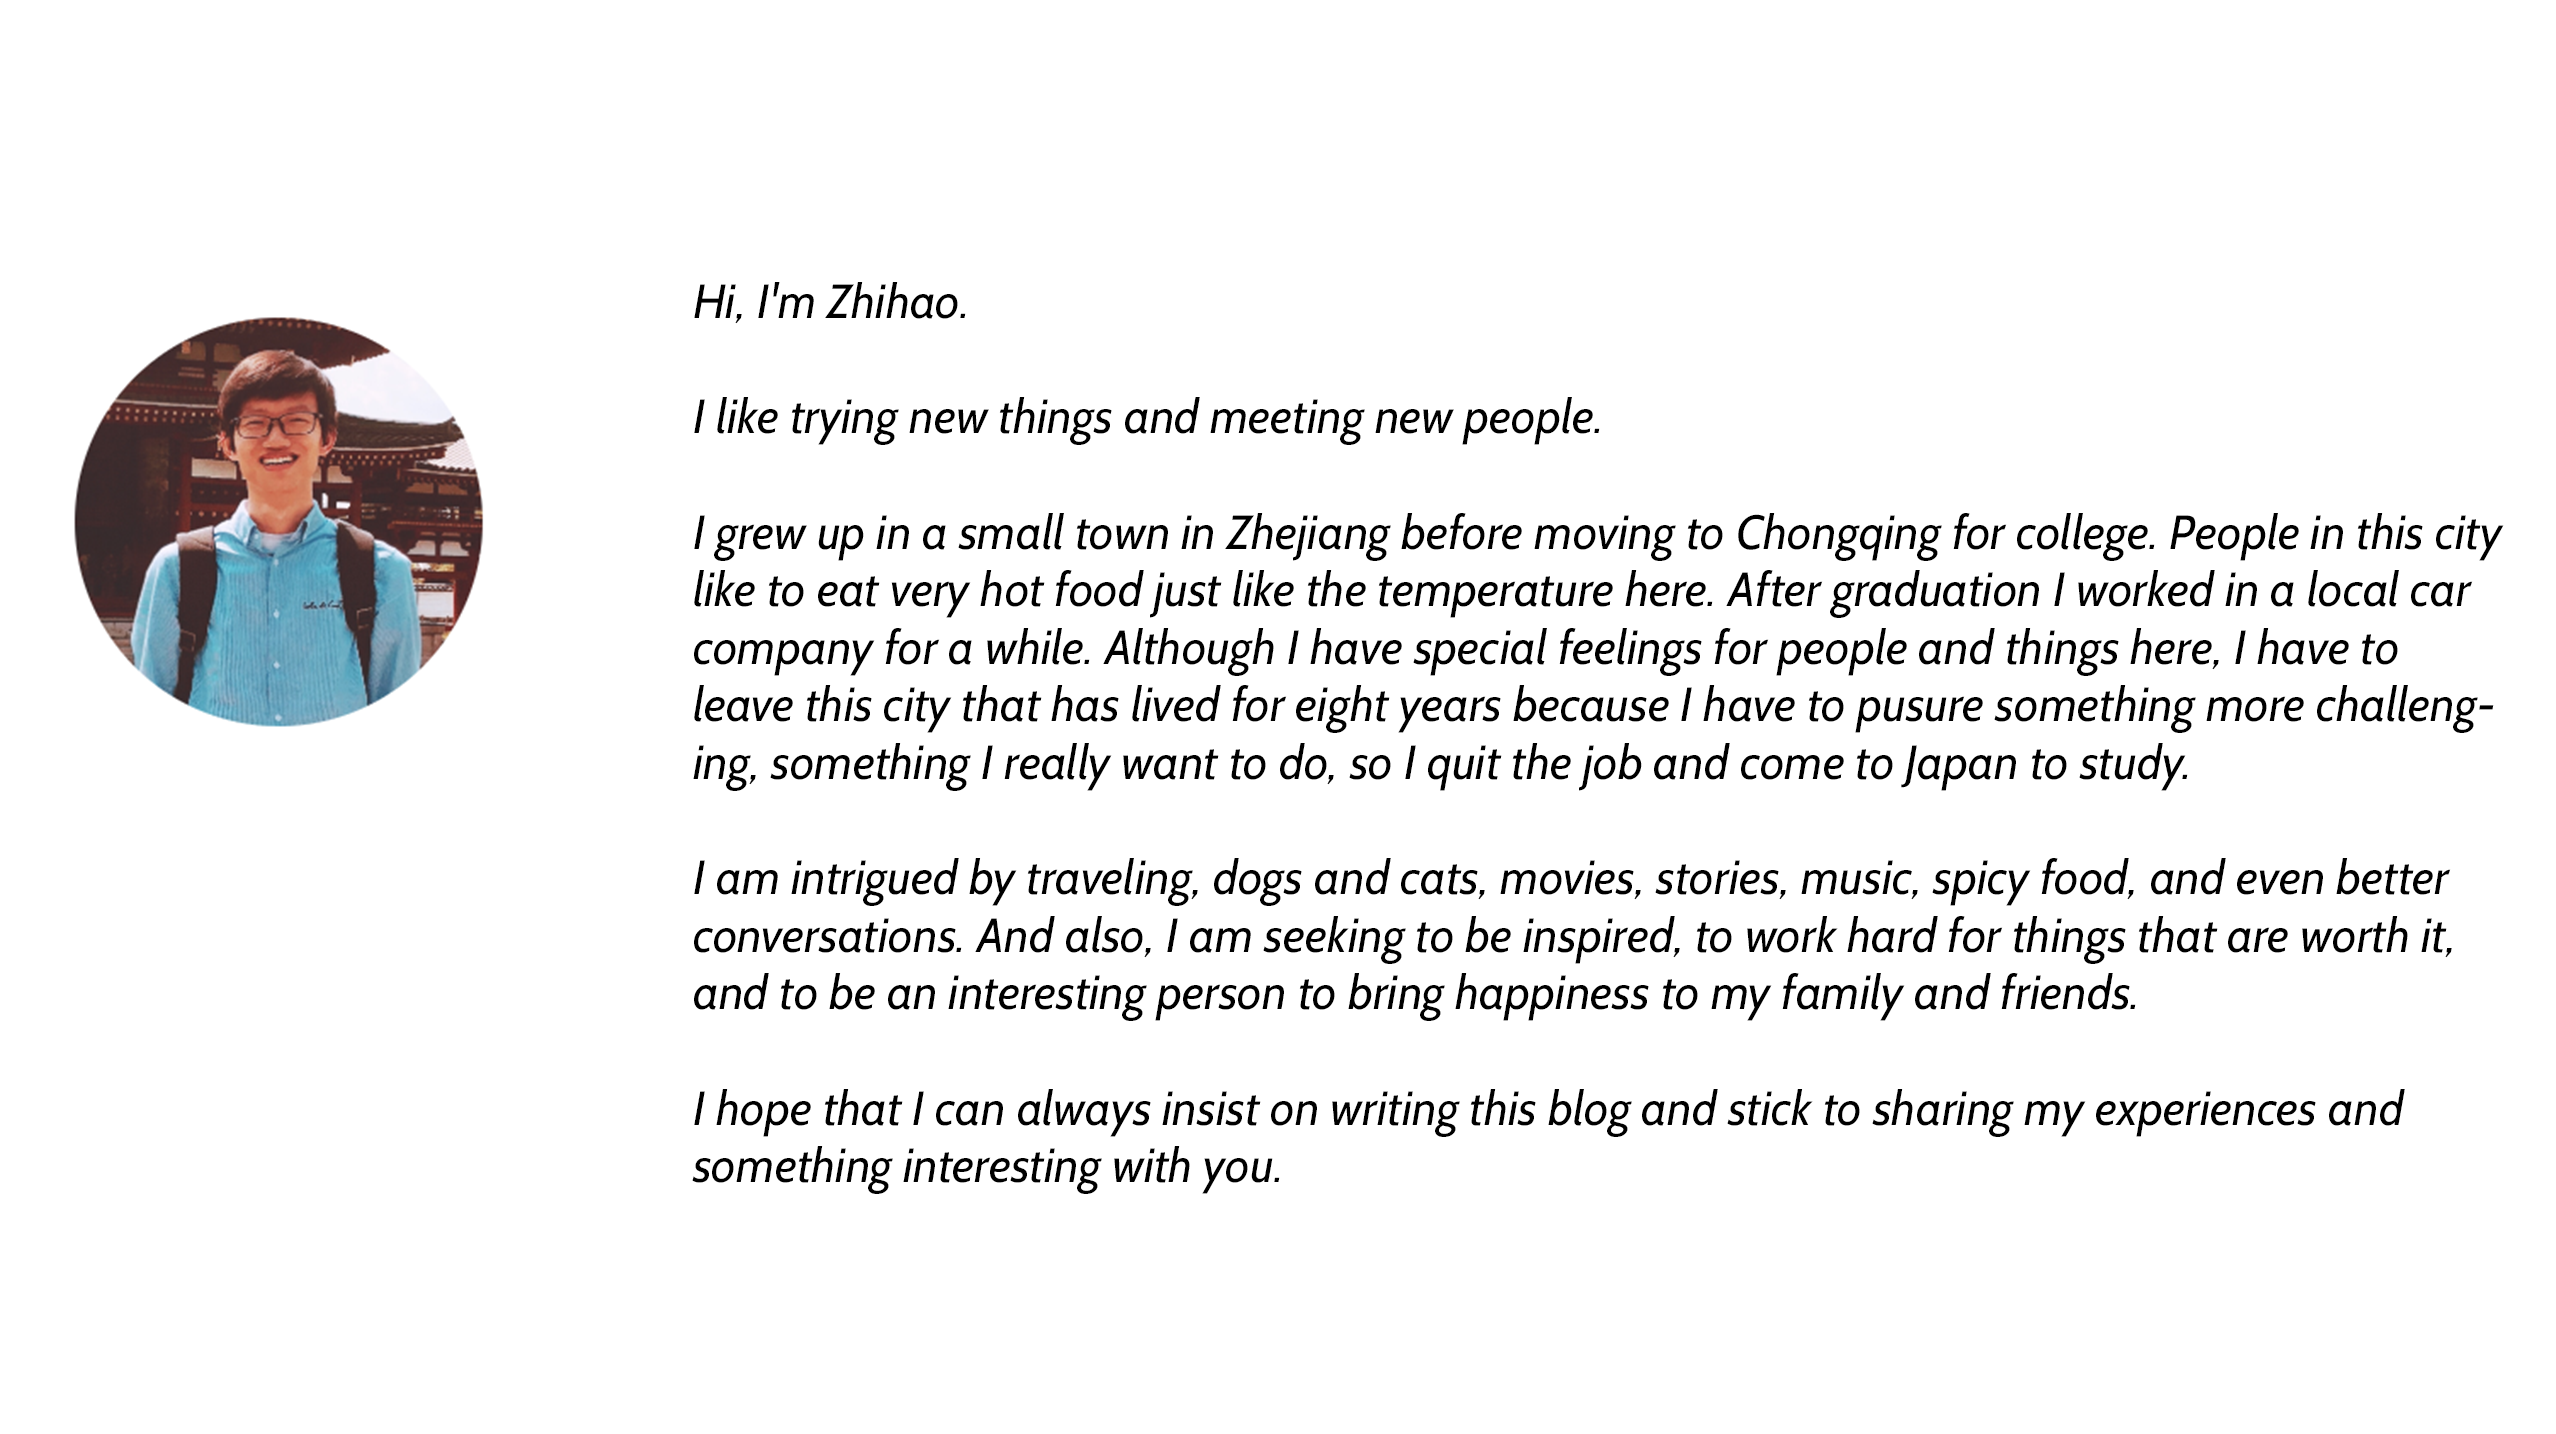 Hi, I'm Zhihao.
I like trying new things and meeting new people.
I grew up in a small town in Zhejiang before moving to Chongqing for college. People in this city
like to eat very hot food just like the temperature here. After graduation I worked in a local car
company for a while. Although I have special feelings for people and things here, I have to
leave this city that has lived for eight years because I have to pusure something more challeng-
ing, something I really want to do, so I quit the job and come to Japan to study.
I am intrigued by traveling, dogs and cats, movies, stories, music, spicy food, and even better
conversations. And also, I am seeking to be inspired, to work hard for things that are worth it,
and to be an interesting person to bring happiness to my family and friends.
I hope that I can always insist on writing this blog and stick to sharing my experiences and
something interesting with you.